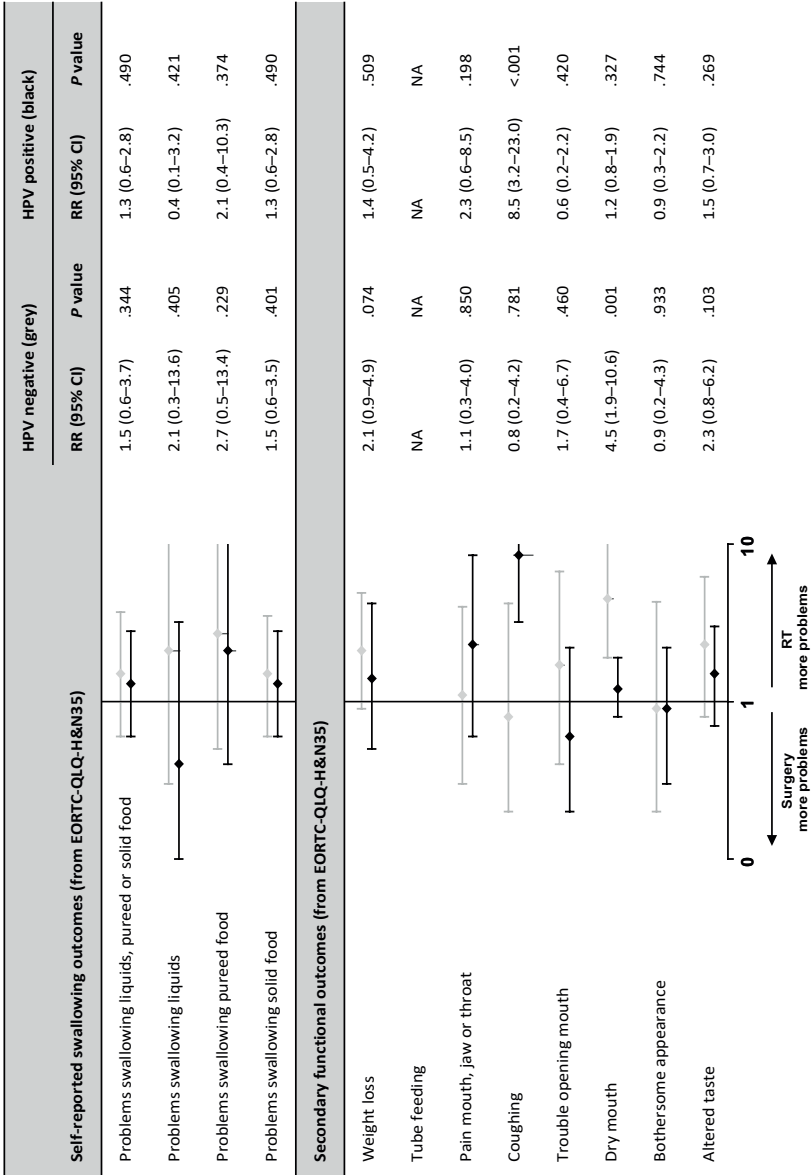 HPV negative (grey) HPV positive (black)
Self-reported swallowing outcomes (from EORTC-QLQ-H&N35) RR (95% CI) P value RR (95% CI) P value
Problems swallowing liquids, pureed or solid food 1.5 (0.6–3.7) .344 1.3 (0.6–2.8) .490
Problems swallowing liquids 2.1 (0.3–13.6) .405 0.4 (0.1–3.2) .421
Problems swallowing pureed food 2.7 (0.5–13.4) .229 2.1 (0.4–10.3) .374
Problems swallowing solid food 1.5 (0.6–3.5) .401 1.3 (0.6–2.8) .490
Secondary functional outcomes (from EORTC-QLQ-H&N35)
Weight loss 2.1 (0.9–4.9) .074 1.4 (0.5–4.2) .509
Tube feeding NA NA NA NA
Pain mouth, jaw or throat 1.1 (0.3–4.0) .850 2.3 (0.6–8.5) .198
Coughing 0.8 (0.2–4.2) .781 8.5 (3.2–23.0) <.001
Trouble opening mouth 1.7 (0.4–6.7) .460 0.6 (0.2–2.2) .420
Dry mouth 4.5 (1.9–10.6) .001 1.2 (0.8–1.9) .327
Bothersome appearance 0.9 (0.2–4.3) .933 0.9 (0.3–2.2) .744
Altered taste 2.3 (0.8–6.2) .103 1.5 (0.7–3.0) .269
0 1 10
Surgery RT
more problems more problems